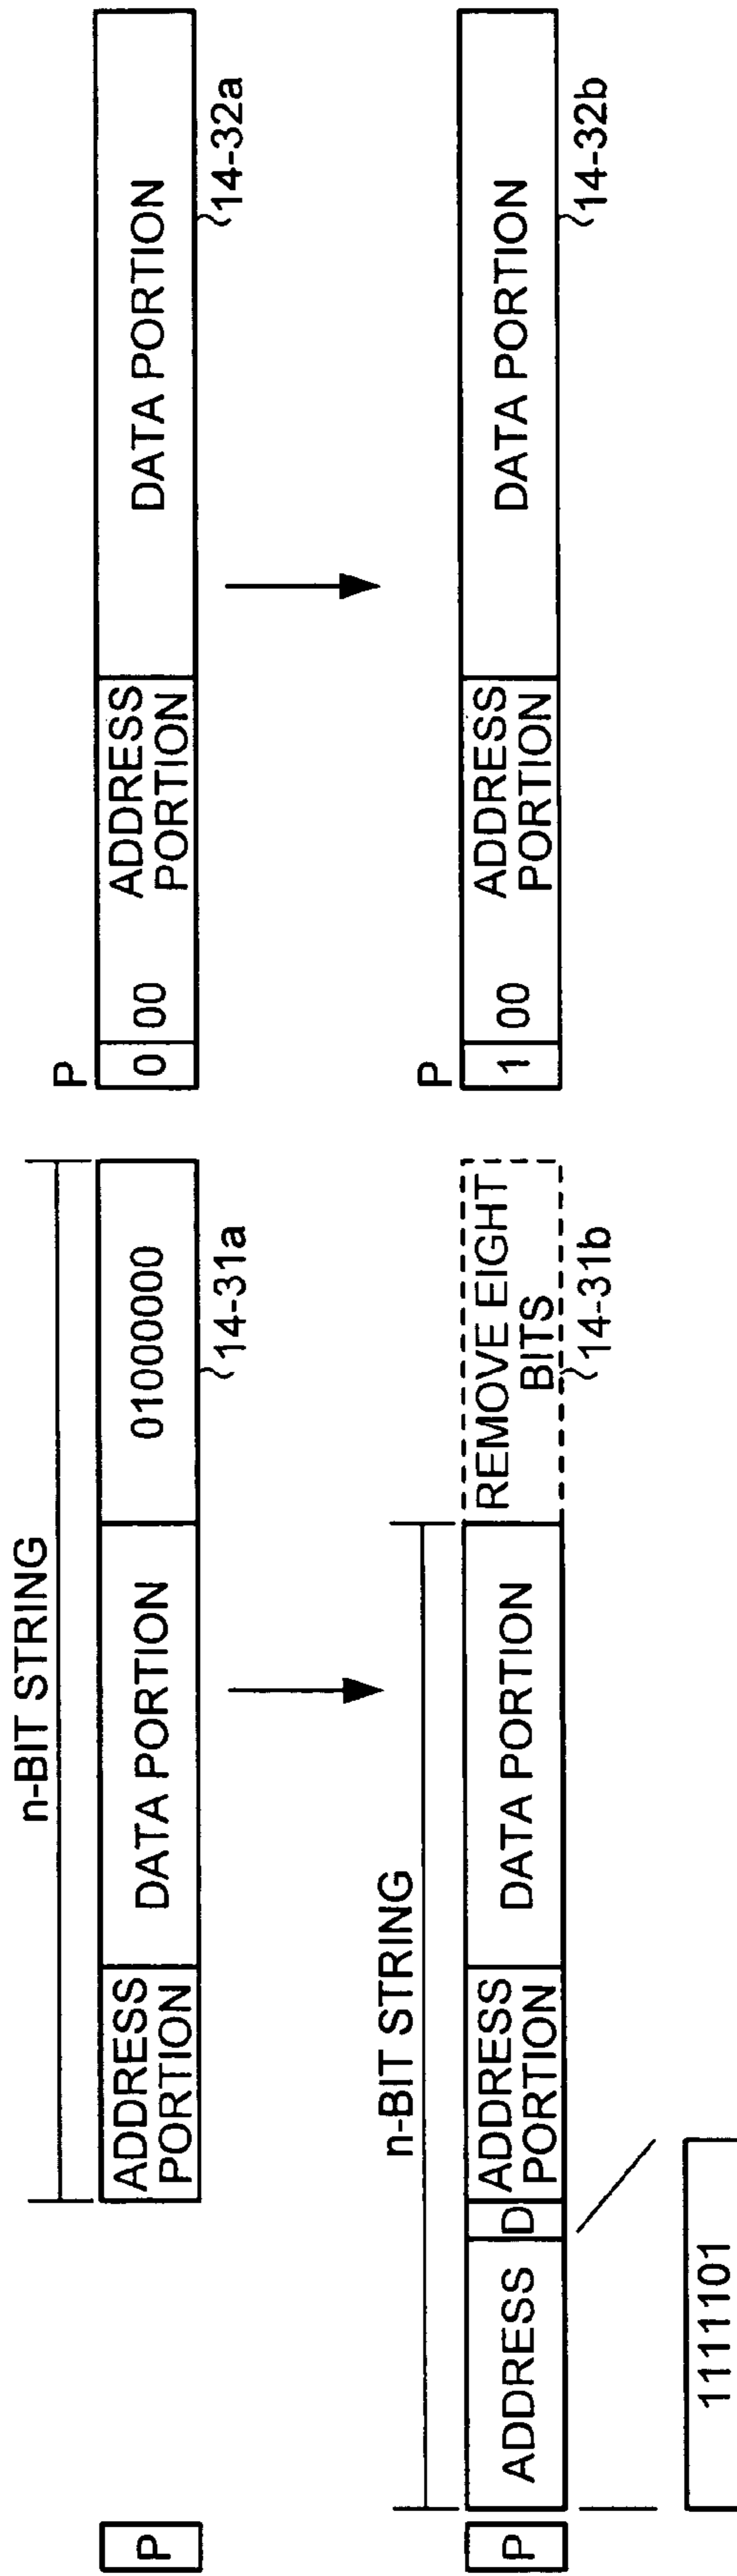 n-BIT STRING
P
ADDRESS
PORTION
DATA PORTION
01000000
14-31a
n-BIT STRING
P
ADDRESS
D
ADDRESS
PORTION
DATA PORTION
REMOVE EIGHT
BITS
14-31b
1111101
P
0
00
ADDRESS
PORTION
DATA PORTION
14-32a
P
1
00
ADDRESS
PORTION
DATA PORTION
14-32b